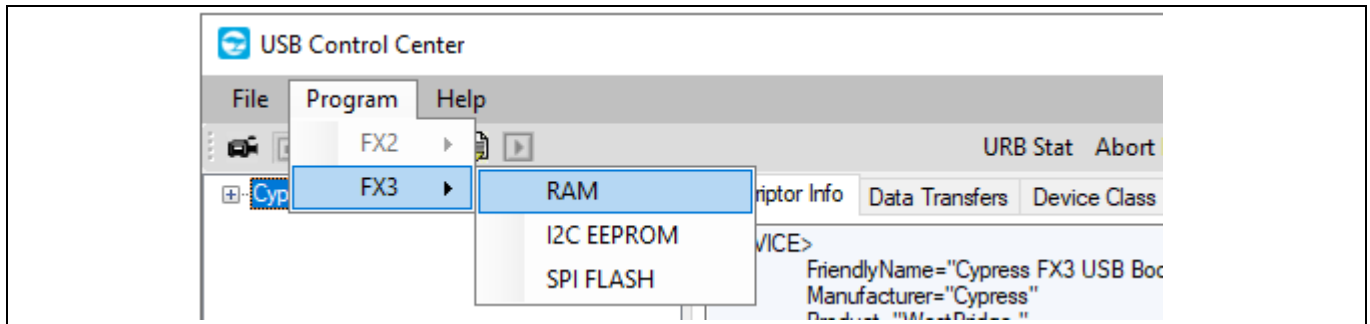 USB Control Center
File Program Help
FX2
URB Stat Abort
FX3
RAM
riptor Info Data Transfers Device Class
I2C EEPROM
VICE>
SPI FLASH
FriendlyName="Cypress FX3 USB Boo
Manufacturer="Cypress"
Cyp